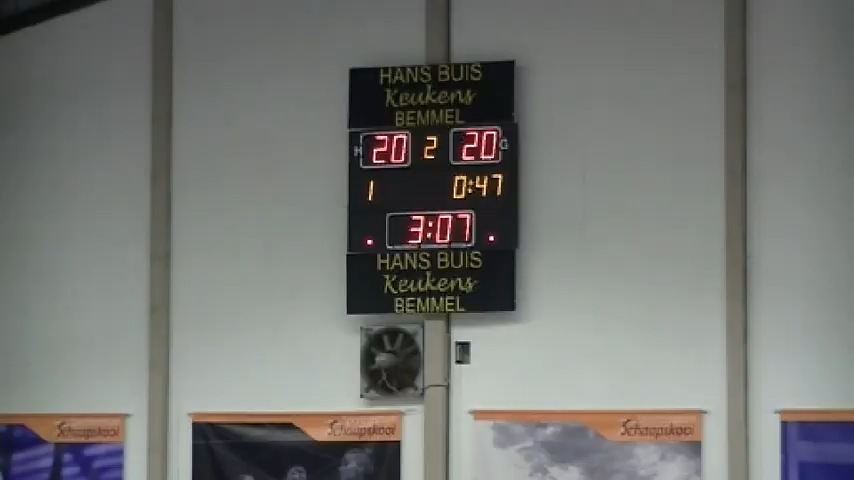 HANS BUIS
Keukens
BEMMEL
H 20 2 20 G
1 0:47
3:07
HANS BUIS
Keukens
BEMMEL
Schaapskooi Schaapskooi Schaapskooi